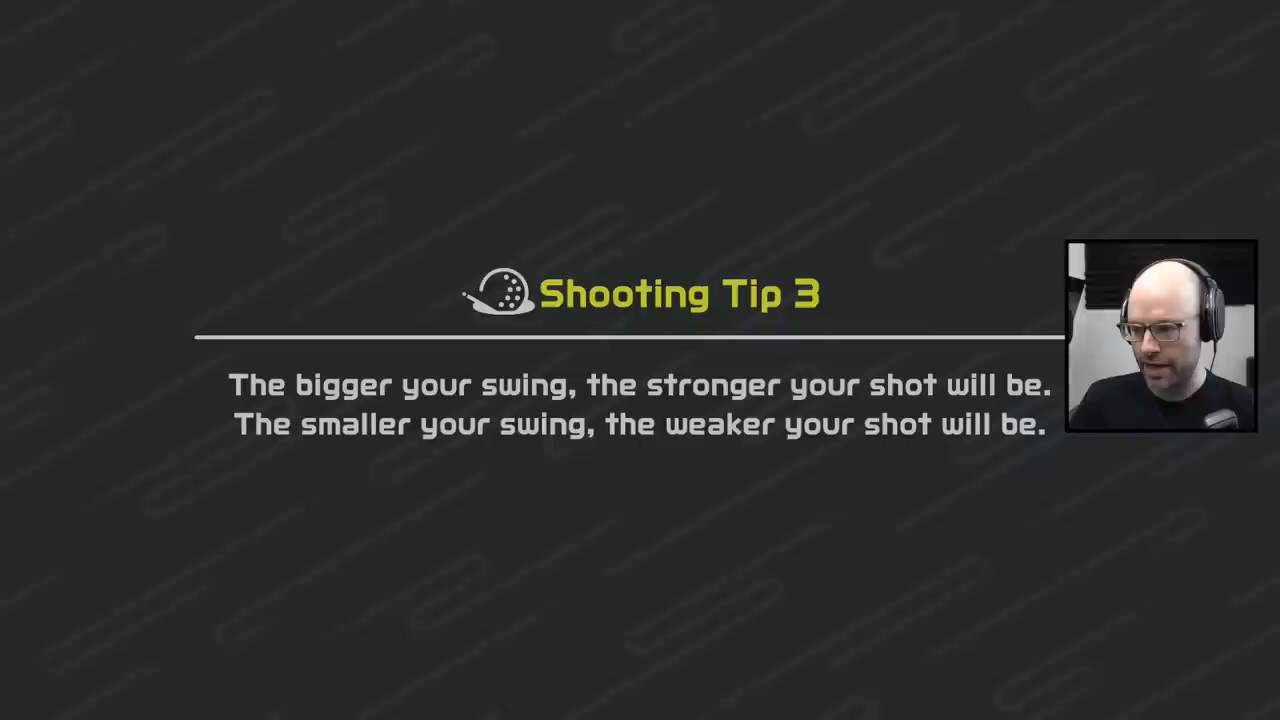 Shooting Tip 3
The bigger your swing, the stronger your shot will be.
The smaller your swing, the weaker your shot will be.